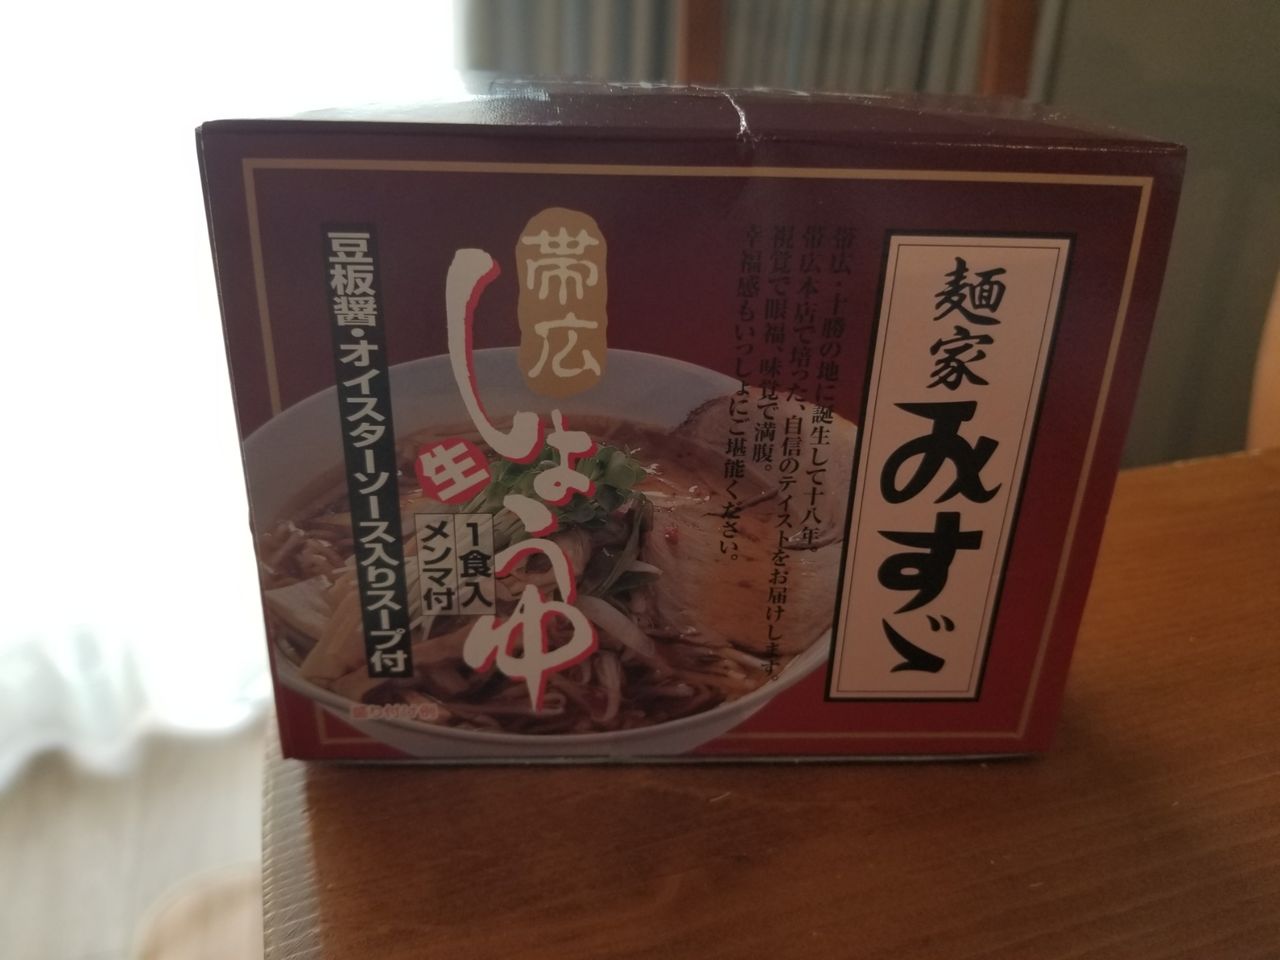 麺家
みすゞ
帯広・十勝の地に誕生して十八年。
帯広本店で培った、自信のテイストをお届けします。
視覚で眼福、味覚で満腹。
幸福感もいっしょにご堪能ください。
帯広
しょうゆ
生
1食入
メンマ付
豆板醤・オイスターソース入りスープ付
盛り付け例